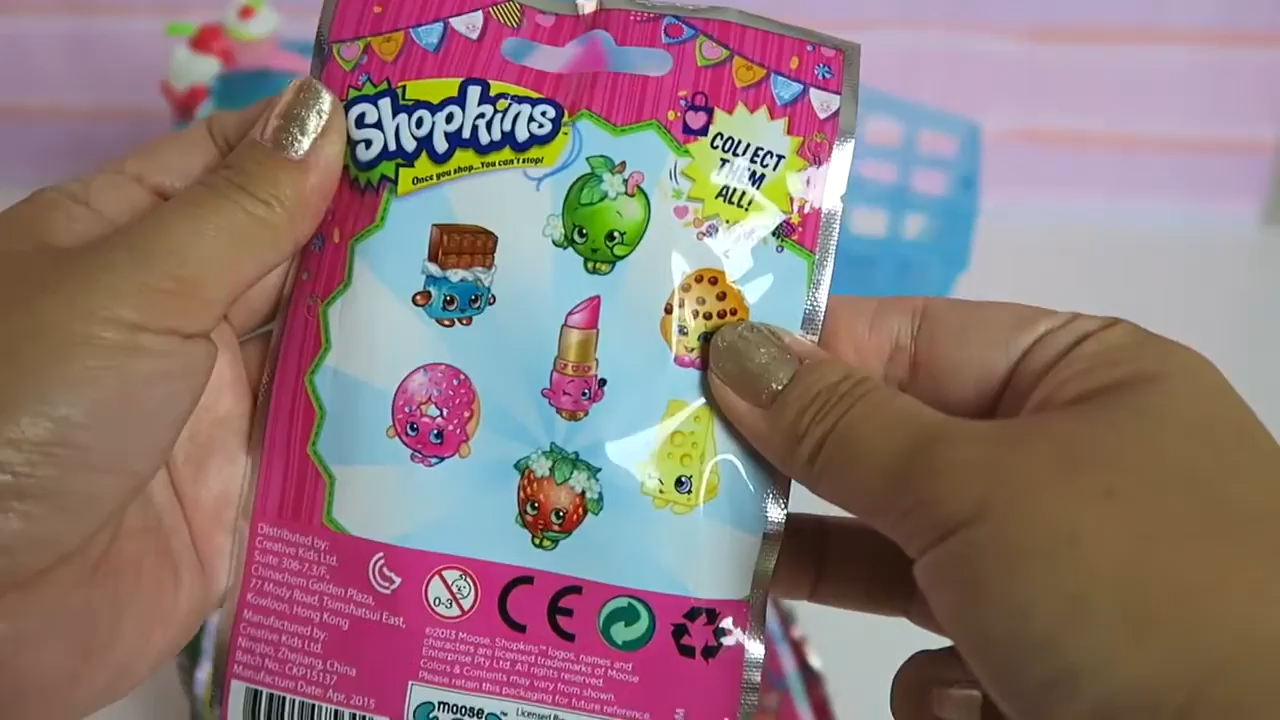 Shopkins
Once you shop...You can't stop!
COLLECT
THEM
ALL!
Distributed by:
Creative Kids Ltd.
Suite 306-7,3/F.,
Chinachem Golden Plaza,
77 Mody Road, Tsimshatsui East,
Kowloon, Hong Kong
Manufactured by:
Creative Kids Ltd.
Ningbo, Zhejiang, China
Batch No.: CKP15137
Manufacture Date: Apr, 2015
0-3
CE
©2013 Moose. Shopkins™ logos, names and
characters are licensed trademarks of Moose
Enterprise Pty Ltd. All rights reserved.
Colors & Contents may vary from shown.
Please retain this packaging for future reference
moose™
Licensed